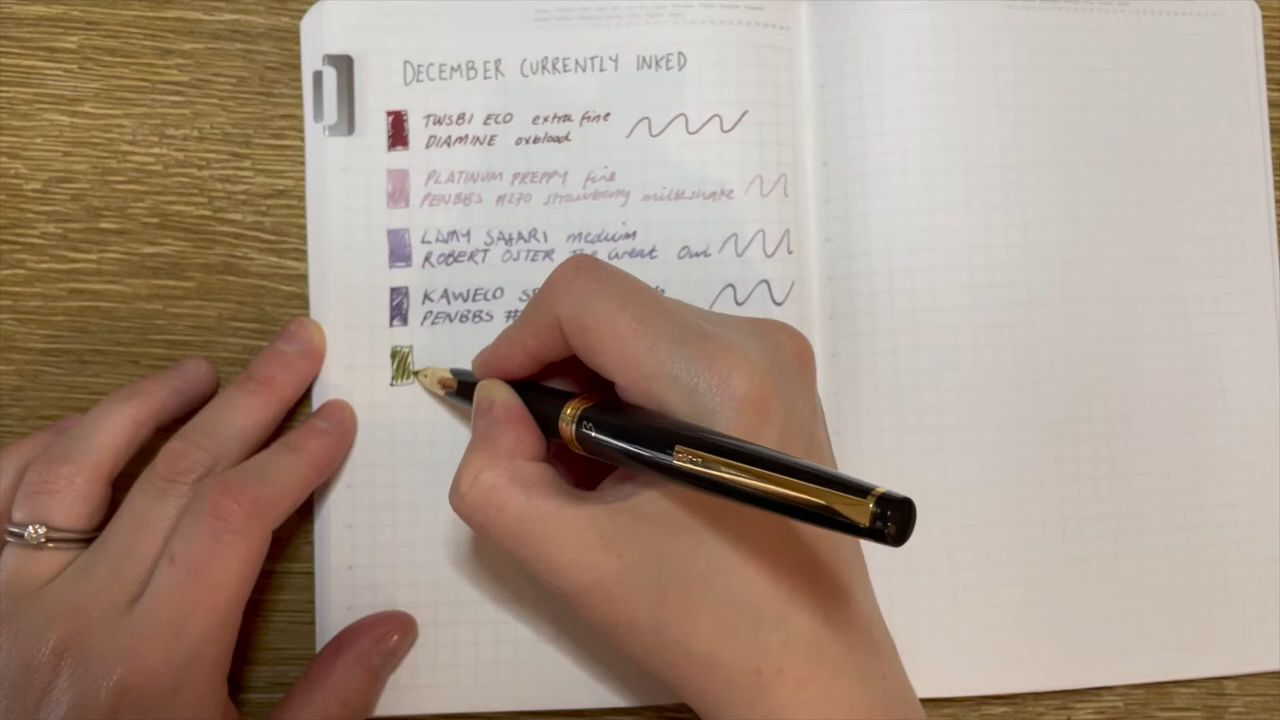 DECEMBER CURRENTLY INKED
TWSBI ECO extra fine
DIAMINE oxblood
PLATINUM PREPPY fine
PENBBS #270 strawberry milkshake
LAMY SAFARI medium
ROBERT OSTER The Great Owl
KAWECO
PENBBS